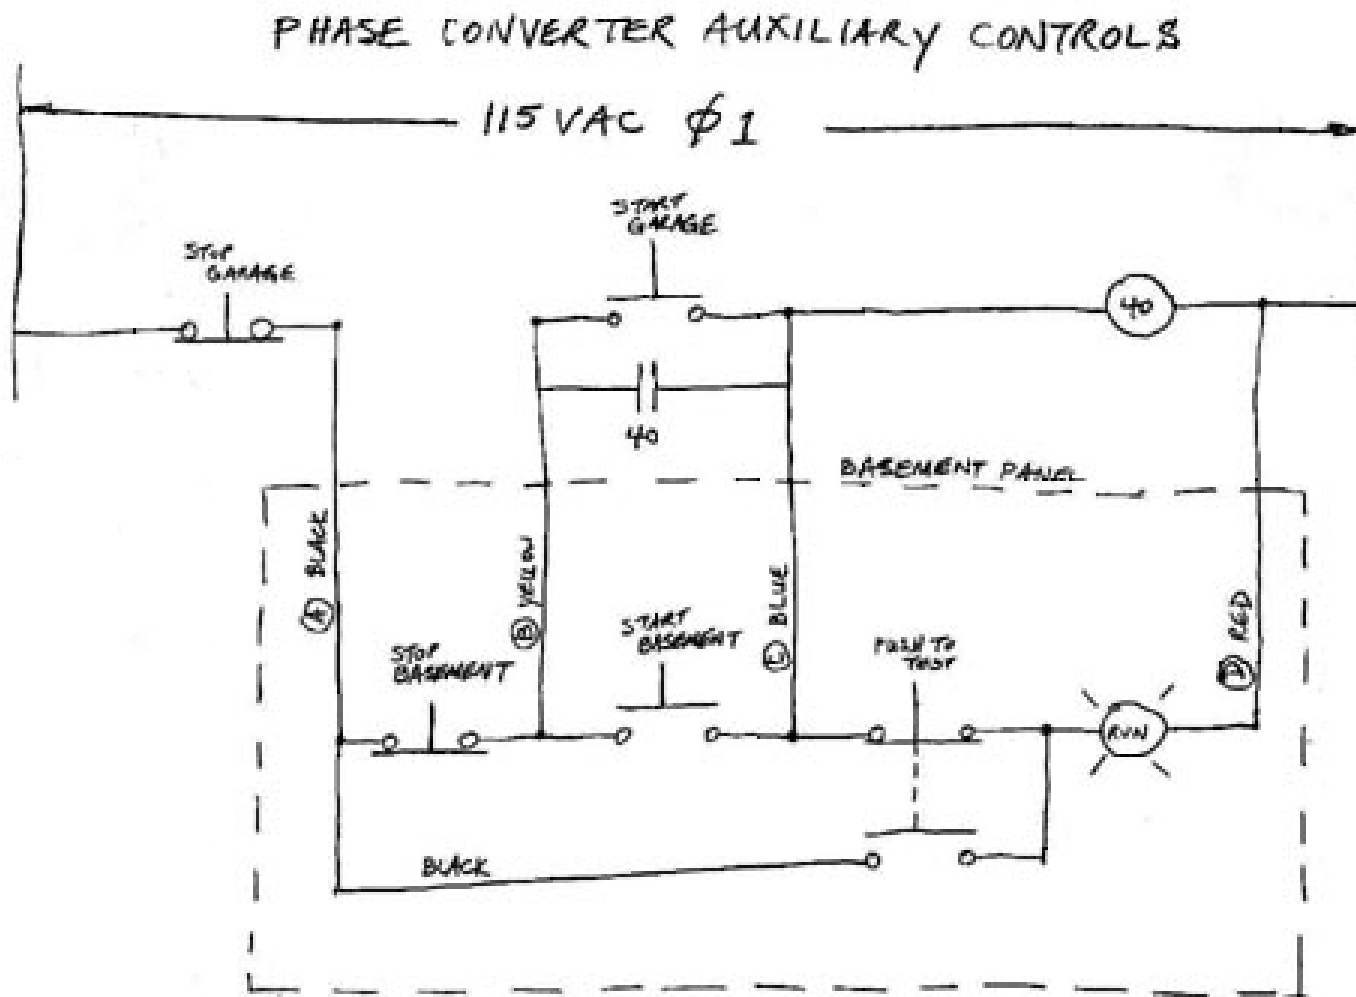 PHASE CONVERTER AUXILIARY CONTROLS
115 VAC φ1
START
GARAGE
STOP
GARAGE
40
40
BASEMENT PANEL
BLACK
A
YELLOW
B
START
BASEMENT
BLUE
PUSH TO
RED
STOP
BASEMENT
RUN
BLACK